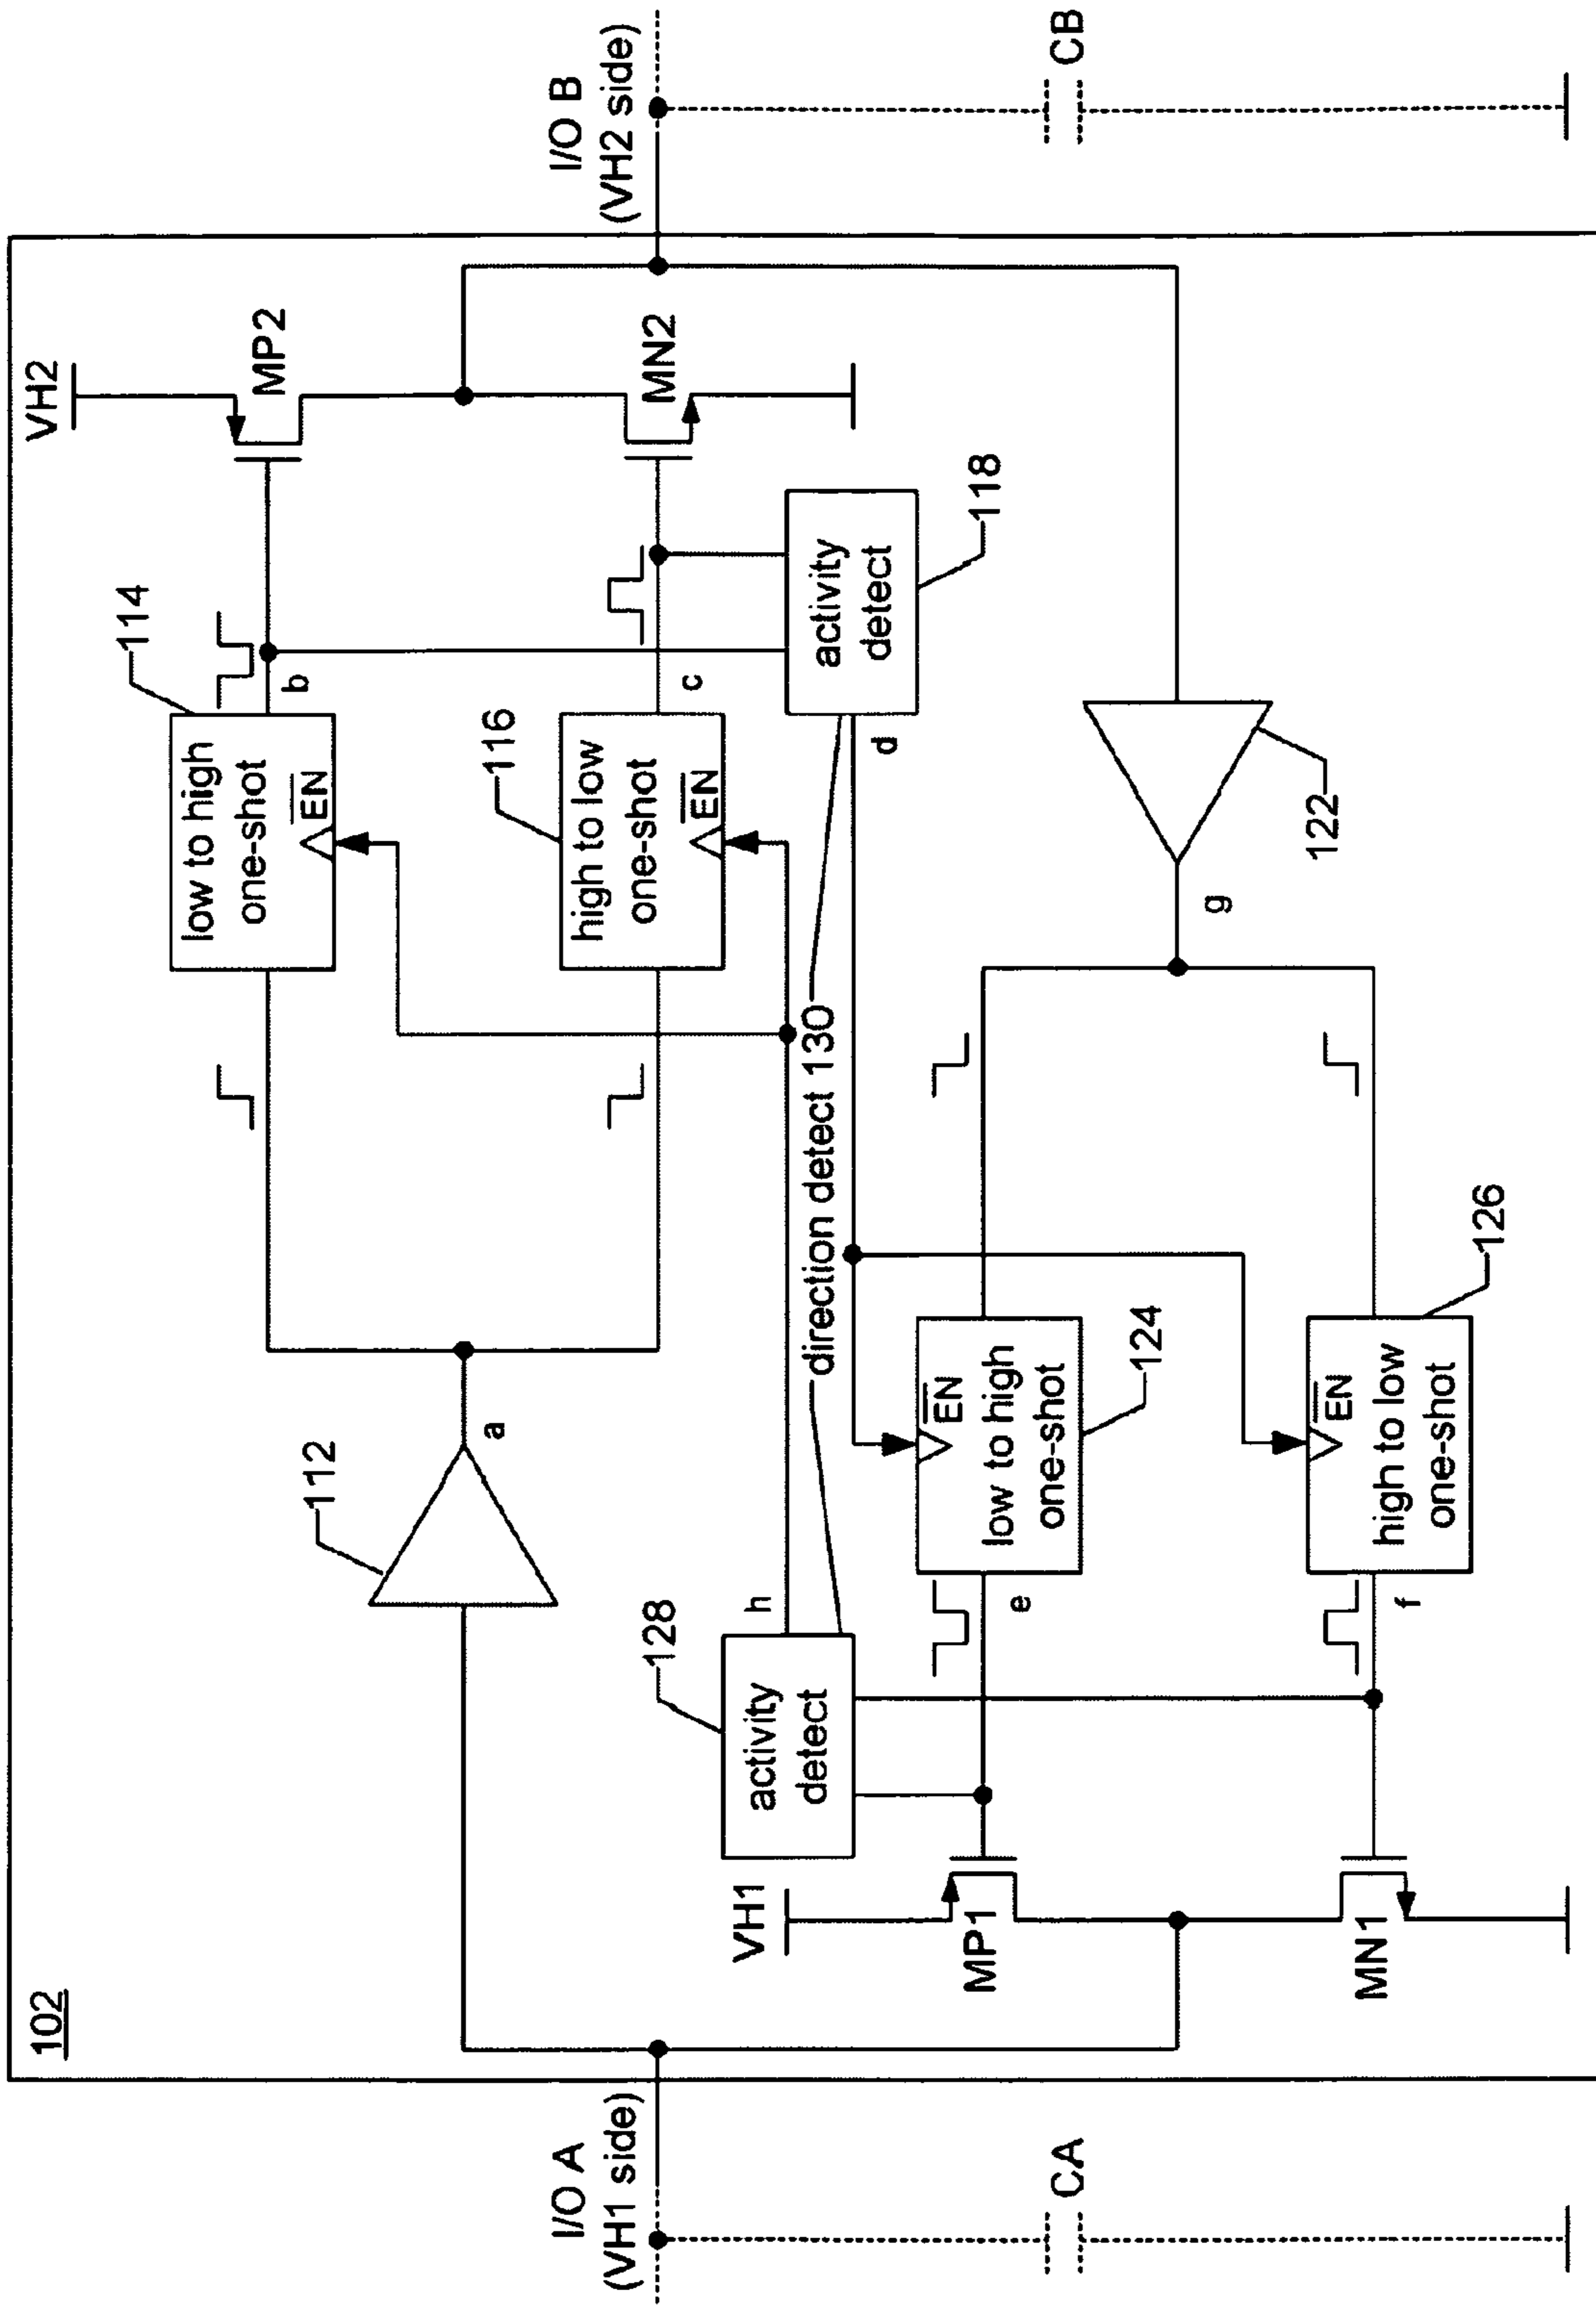 102
I/O A
(VH1 side)
CA
I/O B
(VH2 side)
CB
112
a
114
low to high
one-shot
EN
b
VH2
MP2
116
high to low
one-shot
EN
c
MN2
activity
detect
118
d
direction detect 130
128
activity
detect
h
VH1
MP1
e
low to high
one-shot
EN
124
MN1
f
high to low
one-shot
EN
126
g
122